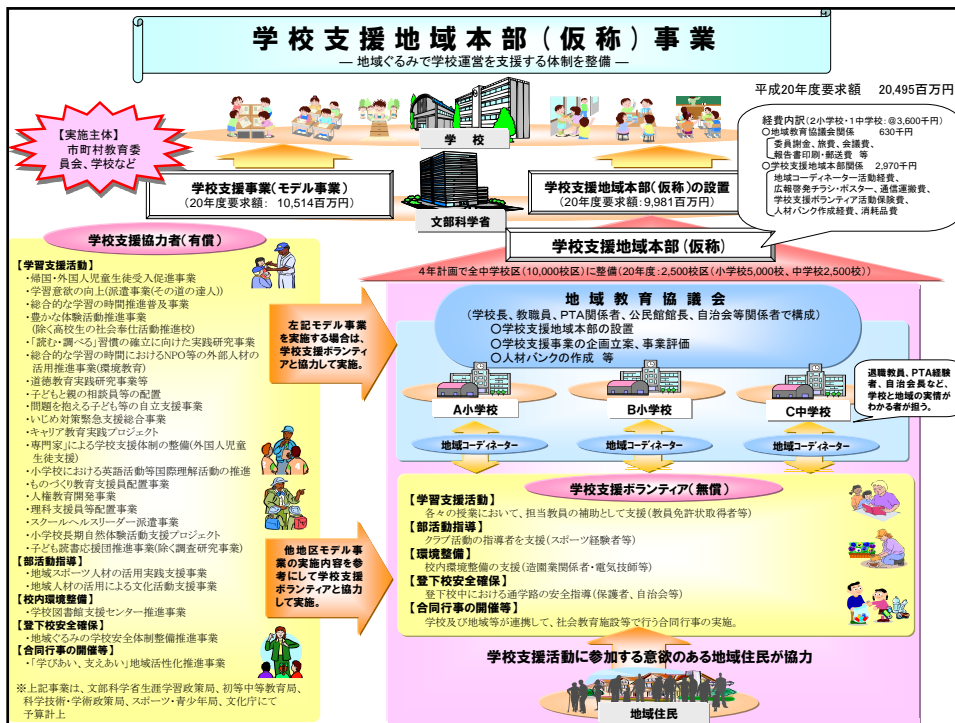 学校支援地域本部(仮称)事業
― 地域ぐるみで学校運営を支援する体制を整備 ―
平成20年度要求額　20,495百万円
【実施主体】
市町村教育委
員会、学校など
学　校
経費内訳(2小学校・1中学校:@3,600千円)
○地域教育協議会関係　630千円
委員謝金、旅費、会議費、
報告書印刷・郵送費　等
○学校支援地域本部関係　2,970千円
地域コーディネーター活動経費、
広報啓発チラシ・ポスター、通信運搬費、
学校支援ボランティア活動保険費、
人材バンク作成経費、消耗品費
学校支援事業(モデル事業)
(20年度要求額:　10,514百万円)
文部科学省
学校支援地域本部(仮称)の設置
(20年度要求額:9,981百万円)
学校支援地域本部(仮称)
4年計画で全中学校区(10,000校区)に整備(20年度:2,500校区(小学校5,000校、中学校2,500校))
学校支援協力者(有償)
【学習支援活動】
・帰国・外国人児童生徒受入促進事業
・学習意欲の向上(派遣事業(その道の達人))
・総合的な学習の時間推進普及事業
・豊かな体験活動推進事業
(除く高校生の社会奉仕活動推進校)
・「読む・調べる」習慣の確立に向けた実践研究事業
・総合的な学習の時間におけるNPO等の外部人材の
活用推進事業(環境教育)
・道徳教育実践研究事業等
・子どもと親の相談員等の配置
・問題を抱える子ども等の自立支援事業
・いじめ対策緊急支援総合事業
・キャリア教育実践プロジェクト
・専門家」による学校支援体制の整備(外国人児童
生徒支援)
・小学校における英語活動等国際理解活動の推進
・ものづくり教育支援員配置事業
・人権教育開発事業
・理科支援員等配置事業
・スクールヘルスリーダー派遣事業
・小学校長期自然体験活動支援プロジェクト
・子ども読書応援団推進事業(除く調査研究事業)
【部活動指導】
・地域スポーツ人材の活用実践支援事業
・地域人材の活用による文化活動支援事業
【校内環境整備】
・学校図書館支援センター推進事業
【登下校安全確保】
・地域ぐるみの学校安全体制整備推進事業
【合同行事の開催等】
・「学びあい、支えあい」地域活性化推進事業
※上記事業は、文部科学省生涯学習政策局、初等中等教育局、
科学技術・学術政策局、スポーツ・青少年局、文化庁にて
予算計上
左記モデル事業
を実施する場合は、
学校支援ボランティ
アと協力して実施。
他地区モデル事
業の実施内容を参
考にして学校支援
ボランティアと協力
して実施。
地域教育協議会
(学校長、教職員、PTA関係者、公民館館長、自治会等関係者で構成)
○学校支援地域本部の設置
○学校支援事業の企画立案、事業評価
○人材バンクの作成　等
A小学校
B小学校
C中学校
退職教員、PTA経験
者、自治会長など、
学校と地域の実情が
わかる者が担う。
地域コーディネーター
地域コーディネーター
地域コーディネーター
学校支援ボランティア(無償)
【学習支援活動】
各々の授業において、担当教員の補助として支援(教員免許状取得者等)
【部活動指導】
クラブ活動の指導者を支援(スポーツ経験者等)
【環境整備】
校内環境整備の支援(造園業関係者・電気技師等)
【登下校安全確保】
登下校中における通学路の安全指導(保護者、自治会等)
【合同行事の開催等】
学校及び地域等が連携して、社会教育施設等で行う合同行事の実施。
学校支援活動に参加する意欲のある地域住民が協力
地域住民